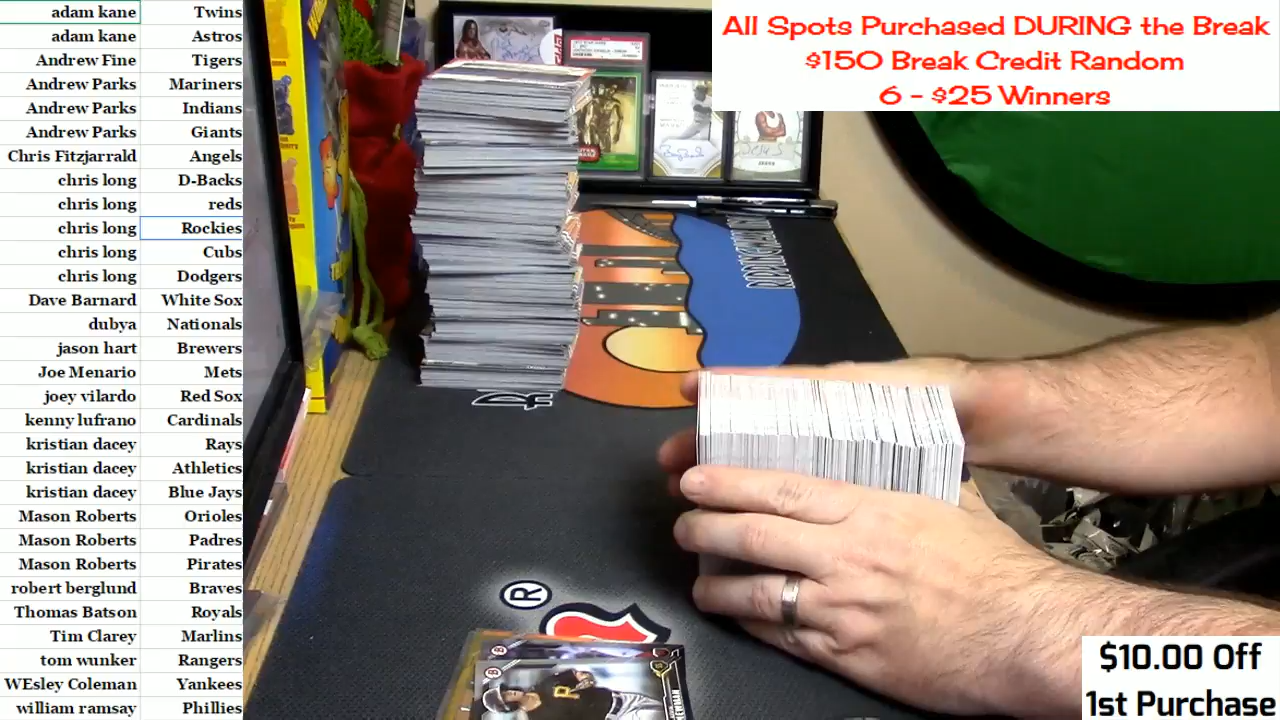 adam kane Twins
adam kane Astros
Andrew Fine Tigers
Andrew Parks Mariners
Andrew Parks Indians
Andrew Parks Giants
Chris Fitzjarrald Angels
chris long D-Backs
chris long reds
chris long Rockies
chris long Cubs
chris long Dodgers
Dave Barnard White Sox
dubya Nationals
jason hart Brewers
Joe Menario Mets
joey vilardo Red Sox
kenny lufrano Cardinals
kristian dacey Rays
kristian dacey Athletics
kristian dacey Blue Jays
Mason Roberts Orioles
Mason Roberts Padres
Mason Roberts Pirates
robert berglund Braves
Thomas Batson Royals
Tim Clarey Marlins
tom wunker Rangers
WEsley Coleman Yankees
william ramsay Phillies
All Spots Purchased DURING the Break
$150 Break Credit Random
6 - $25 Winners
®
P
$10.00 Off
1st Purchase